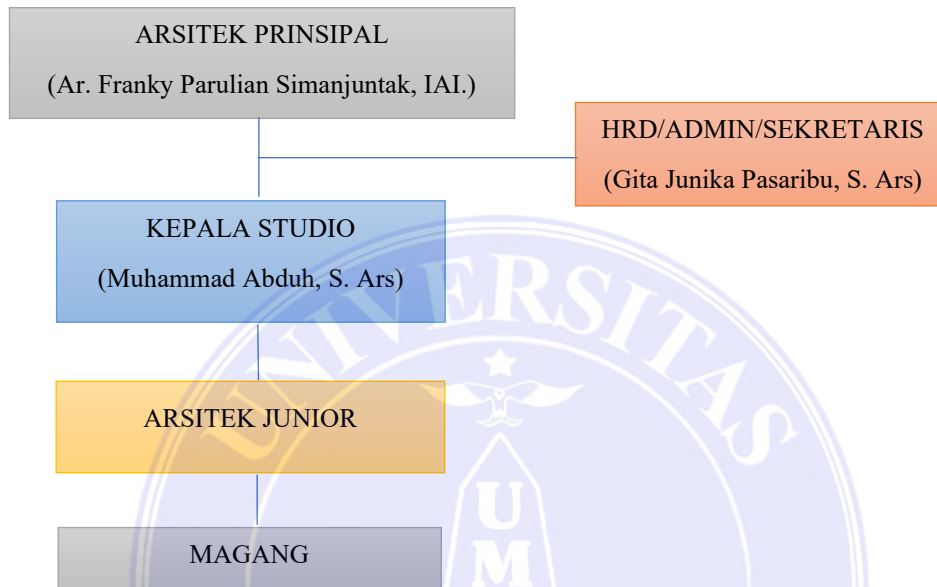 ARSITEK PRINSIPAL
(Ar. Franky Parulian Simanjuntak, IAI.)
HRD/ADMIN/SEKRETARIS
(Gita Junika Pasaribu, S. Ars)
KEPALA STUDIO
(Muhammad Abduh, S. Ars)
UNIVERSITAS
ARSITEK JUNIOR
U
M
MAGANG